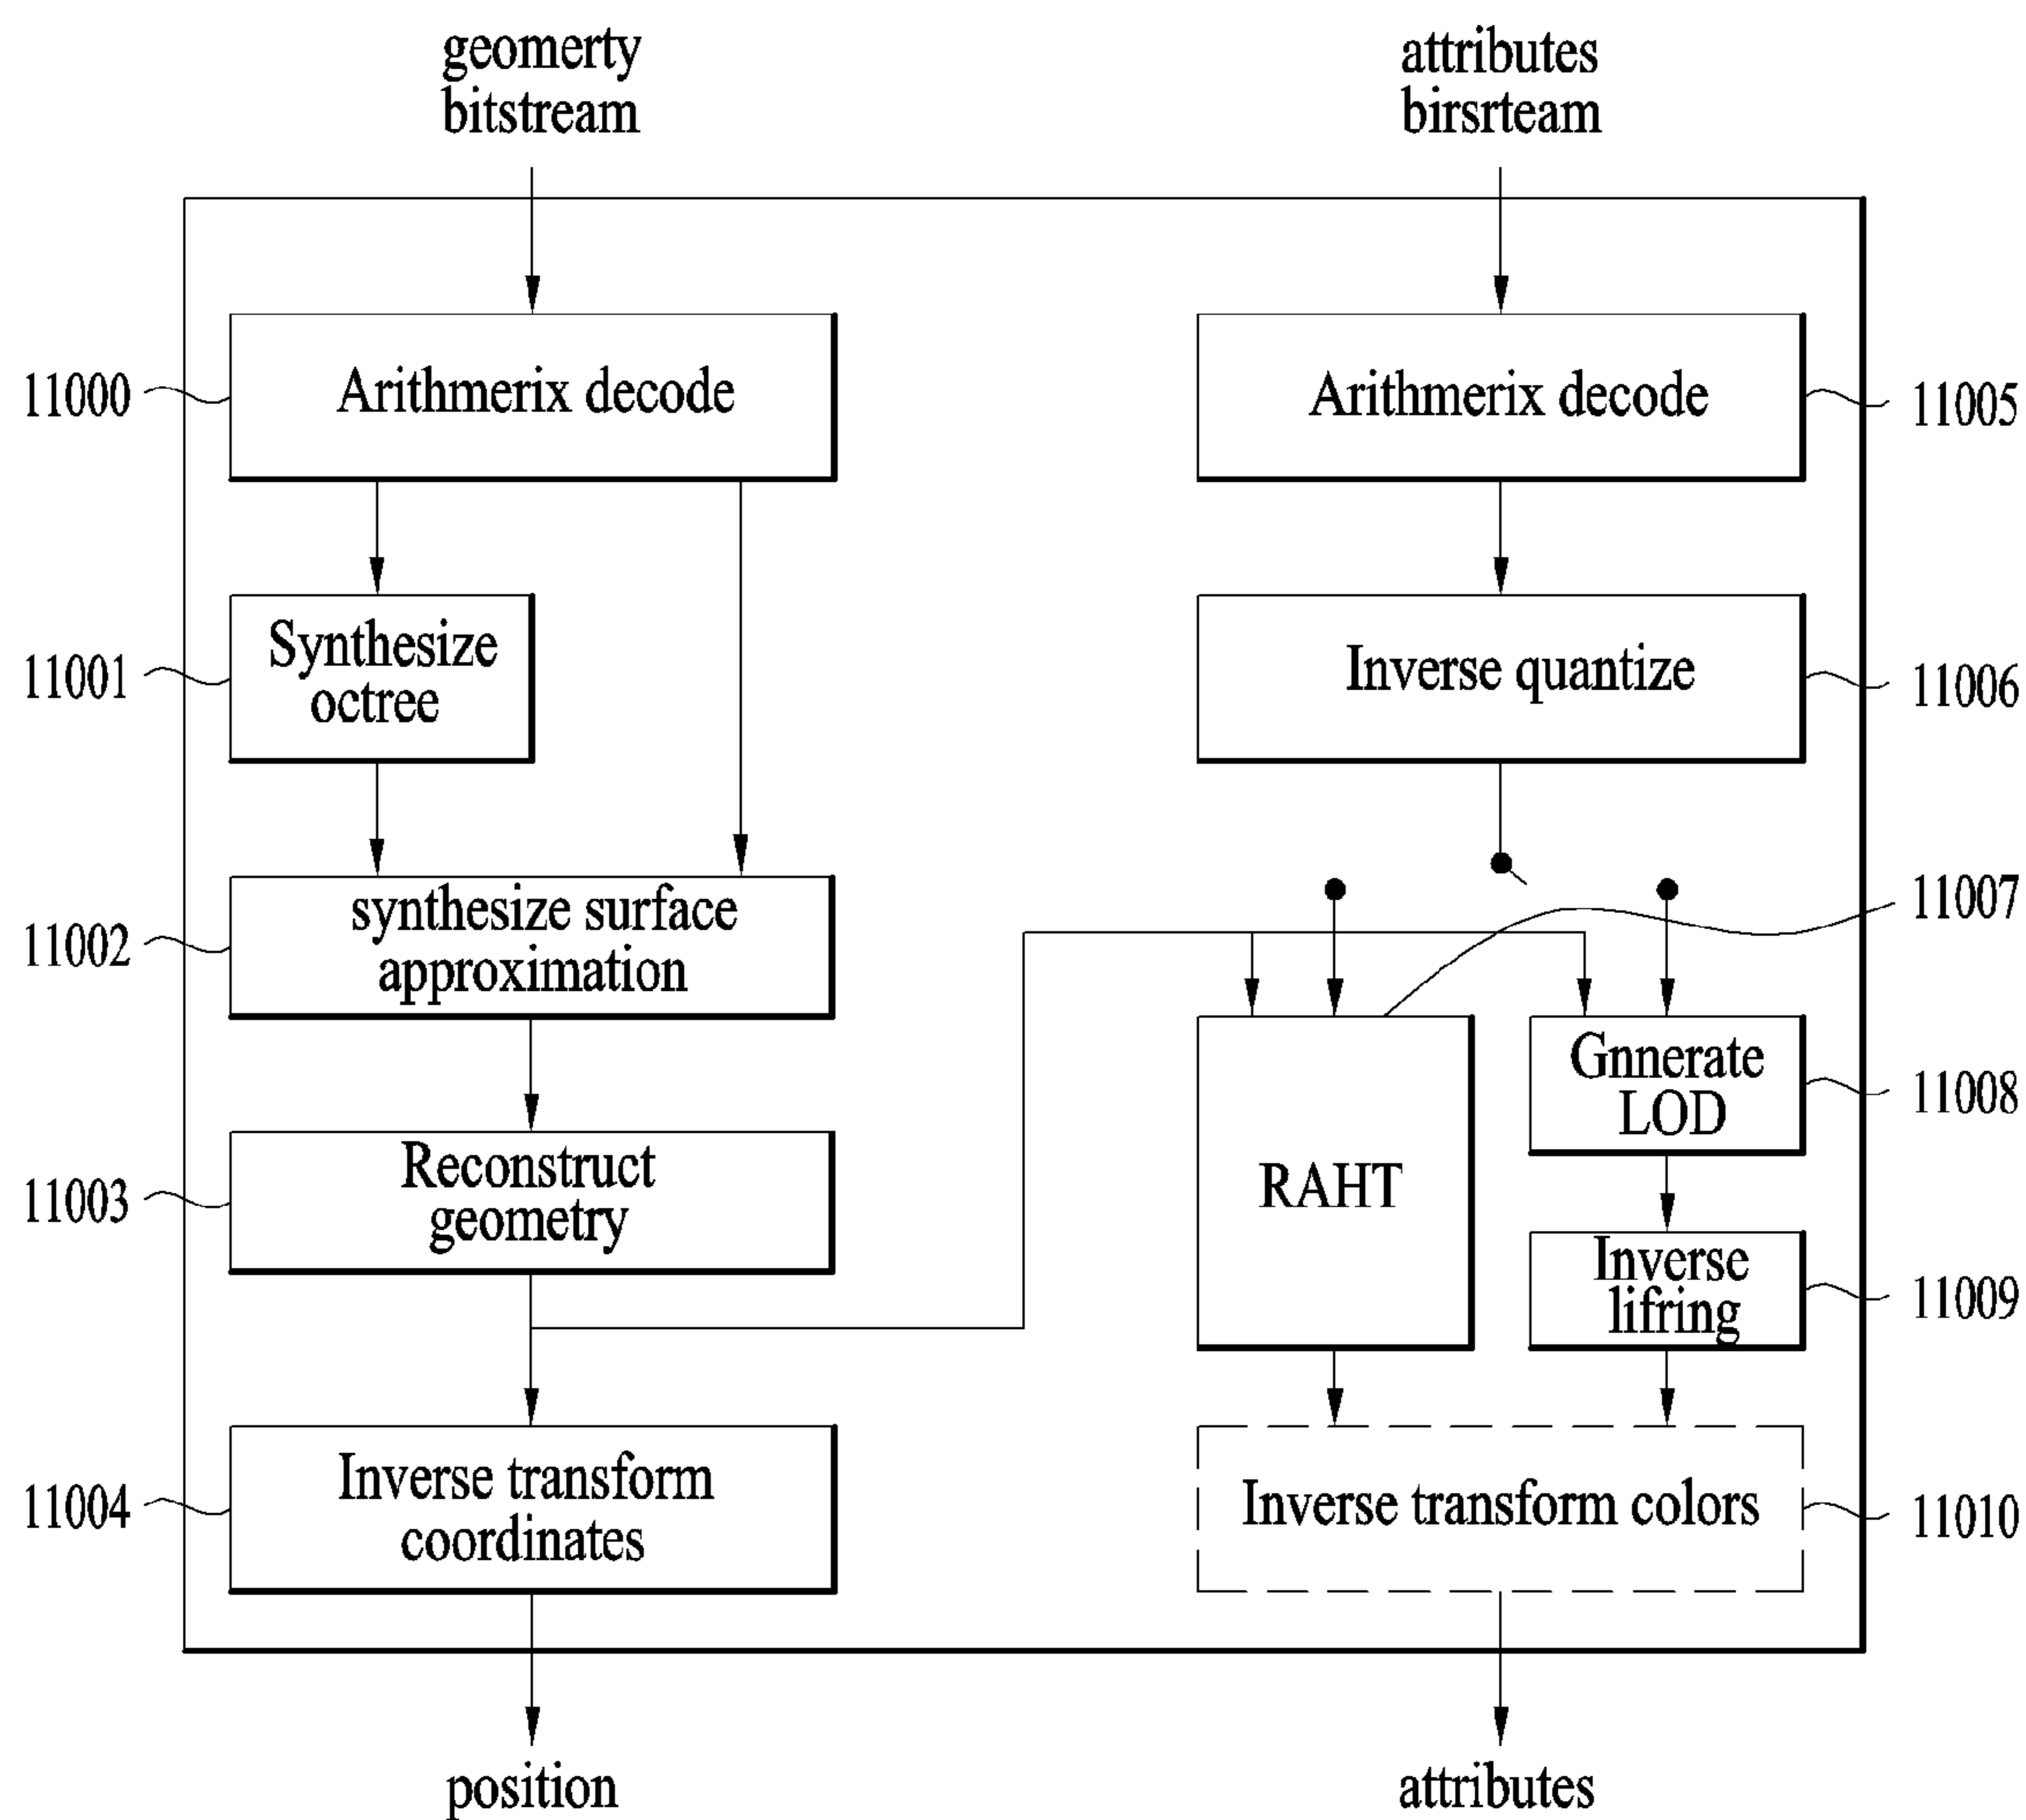 geomerty
bitstream
attributes
birsrteam
11000
Arithmerix decode
Arithmerix decode
11005
11001
Synthesize
octree
Inverse quantize
11006
11002
synthesize surface
approximation
11007
11003
Reconstruct
geometry
RAHT
Gnnerate
LOD
11008
Inverse
lifring
11009
11004
Inverse transform
coordinates
Inverse transform colors
11010
position
attributes